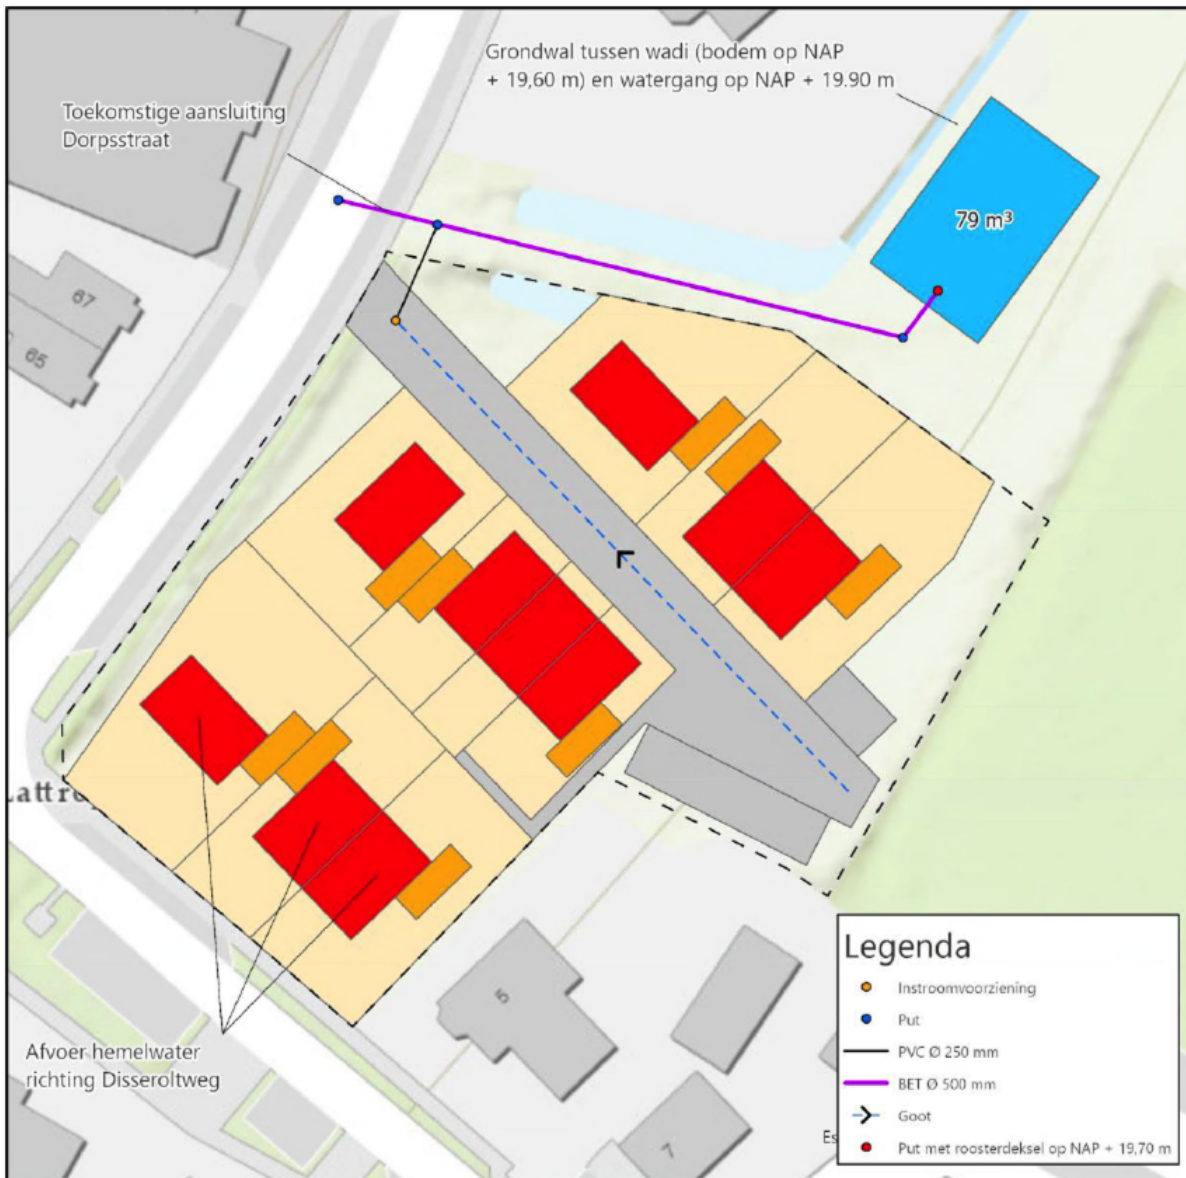 Grondwal tussen wadi (bodem op NAP
+ 19,60 m) en watergang op NAP + 19.90 m
Toekomstige aansluiting
Dorpsstraat
79 m³
67
65
5
7
Afvoer hemelwater
richting Disseroltweg
Legenda
Instroomvoorziening
Put
PVC Ø 250 mm
BET Ø 500 mm
Goot
Put met roosterdeksel op NAP + 19,70 m